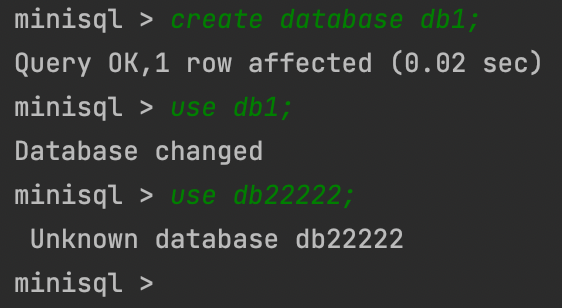 minisql > create database db1;
Query OK,1 row affected (0.02 sec)
minisql > use db1;
Database changed
minisql > use db22222;
 Unknown database db22222
minisql >